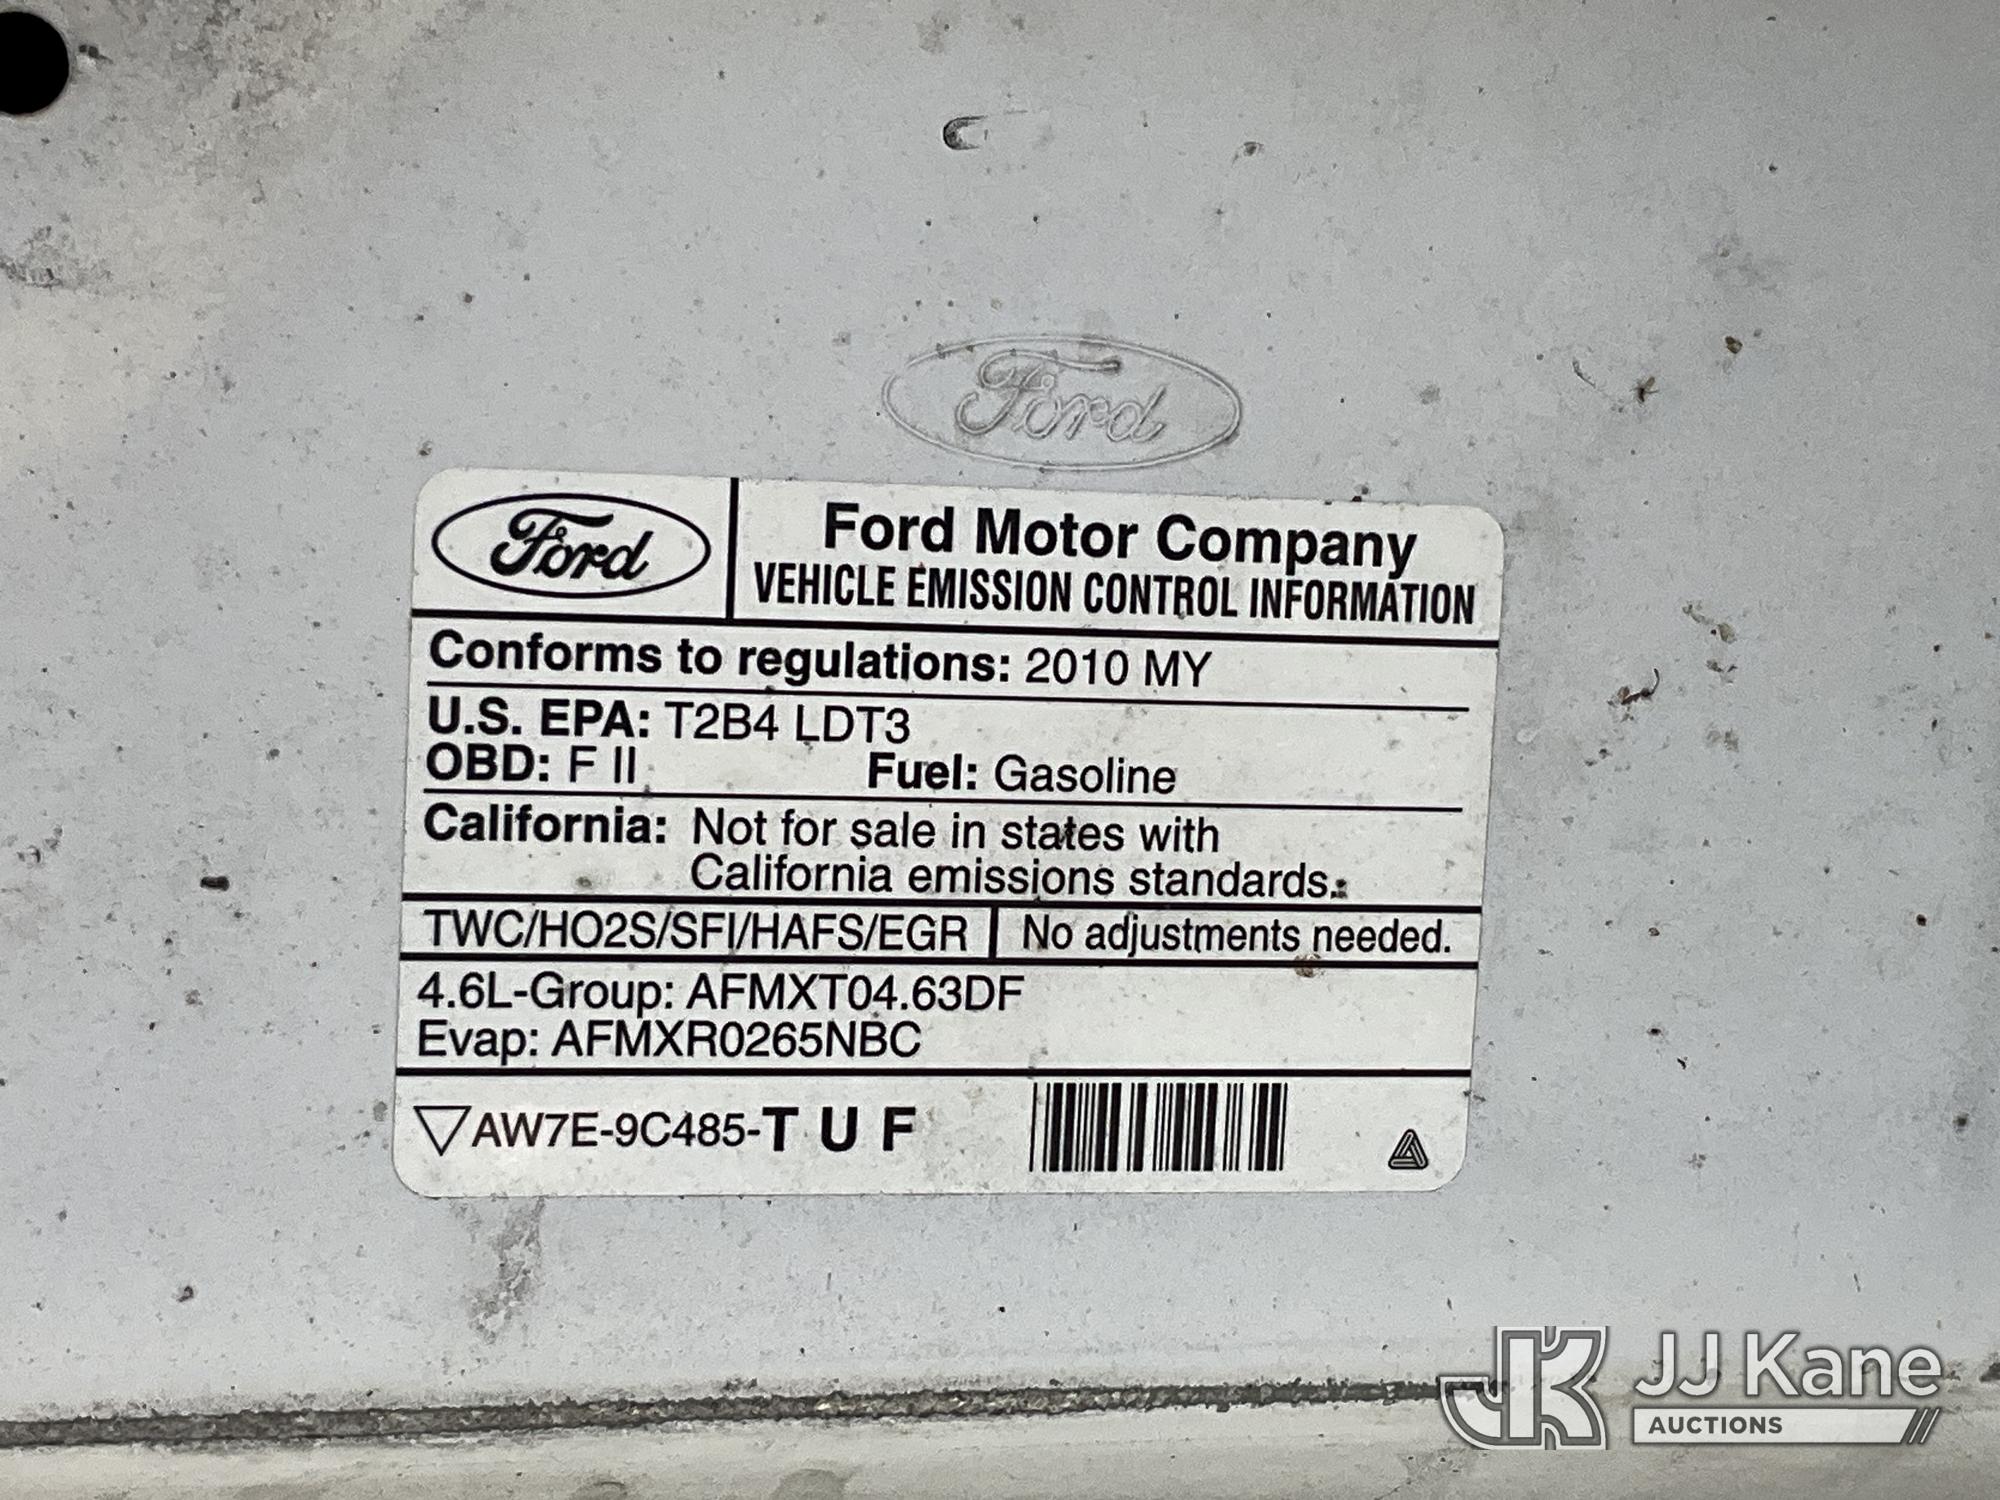 Ford
Ford
Ford Motor Company
VEHICLE EMISSION CONTROL INFORMATION
Conforms to regulations: 2010 MY
U.S. EPA: T2B4 LDT3
OBD: F II Fuel: Gasoline
California: Not for sale in states with
California emissions standards.
TWC/HO2S/SFI/HAFS/EGR No adjustments needed.
4.6L-Group: AFMXT04.63DF
Evap: AFMXR0265NBC
AW7E-9C485-T U F
JK JJ Kane
AUCTIONS